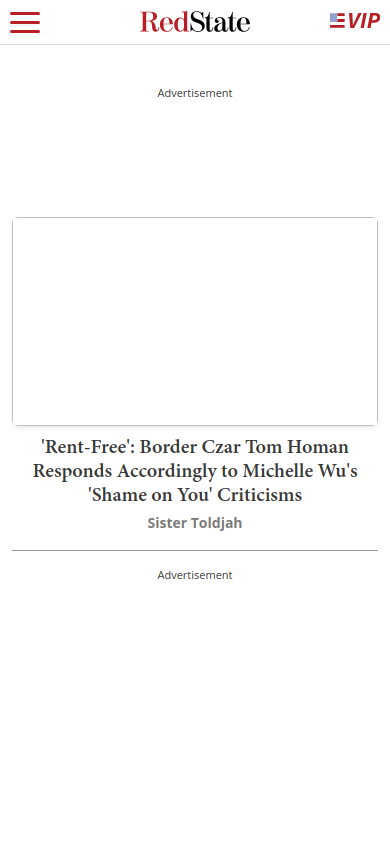 RedState
VIP
Advertisement
'Rent-Free': Border Czar Tom Homan
Responds Accordingly to Michelle Wu's
'Shame on You' Criticisms
Sister Toldjah
Advertisement